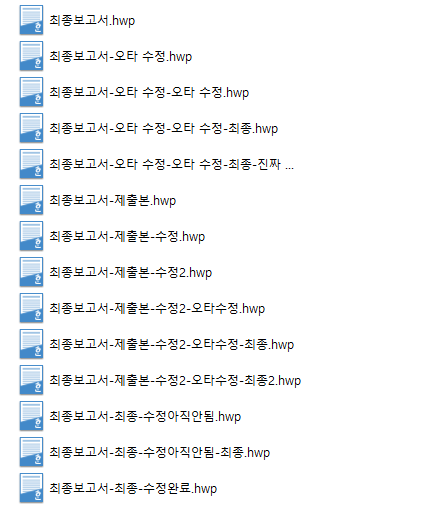 최종보고서.hwp
최종보고서-오타 수정.hwp
최종보고서-오타 수정-오타 수정.hwp
최종보고서-오타 수정-오타 수정-최종.hwp
최종보고서-오타 수정-오타 수정-최종-진짜 ...
최종보고서-제출본.hwp
최종보고서-제출본-수정.hwp
최종보고서-제출본-수정2.hwp
최종보고서-제출본-수정2-오타수정.hwp
최종보고서-제출본-수정2-오타수정-최종.hwp
최종보고서-제출본-수정2-오타수정-최종2.hwp
최종보고서-최종-수정아직안됨.hwp
최종보고서-최종-수정아직안됨-최종.hwp
최종보고서-최종-수정완료.hwp